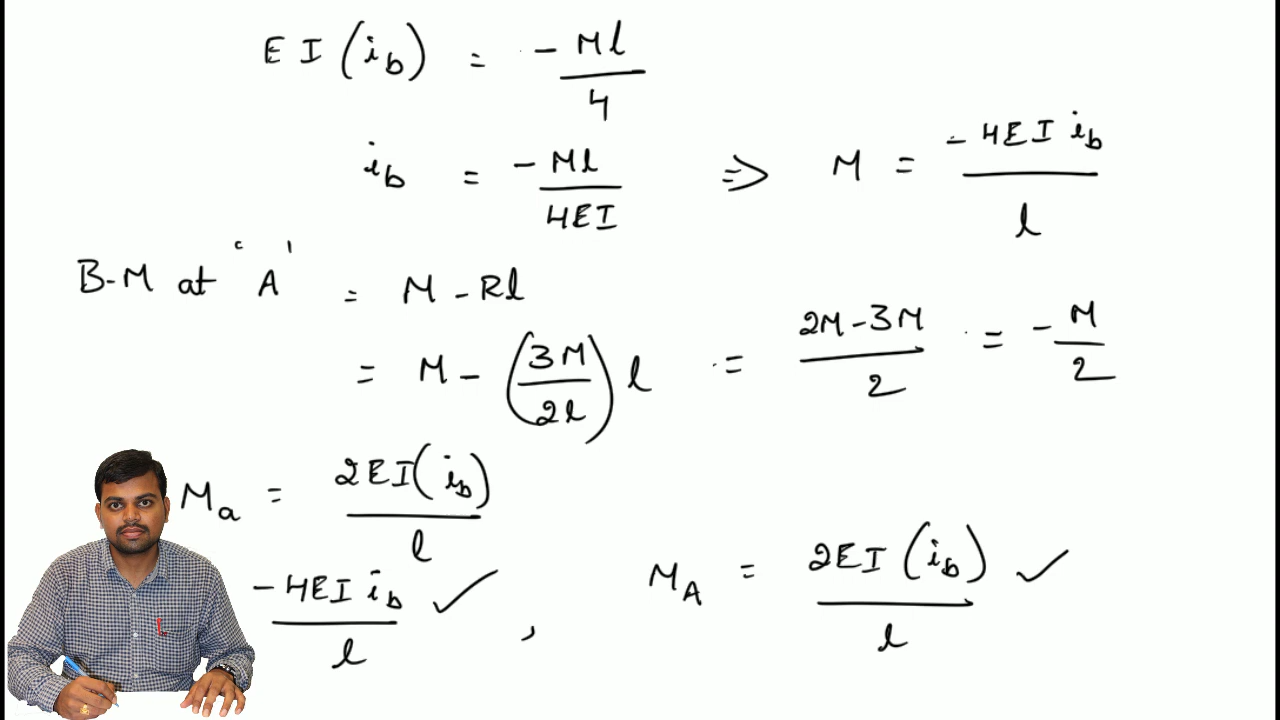 EI(i_b) = -Ml/4
i_b = -Ml/4EI ⇒ M = -4EI i_b/l
B-M at 'A' = M - Rl
= M - (3M/2l) l = 2M-3M/2 = -M/2
M_a = 2EI(i_b)/l
-4EI i_b/l ✓ , M_A = 2EI(i_b)/l ✓